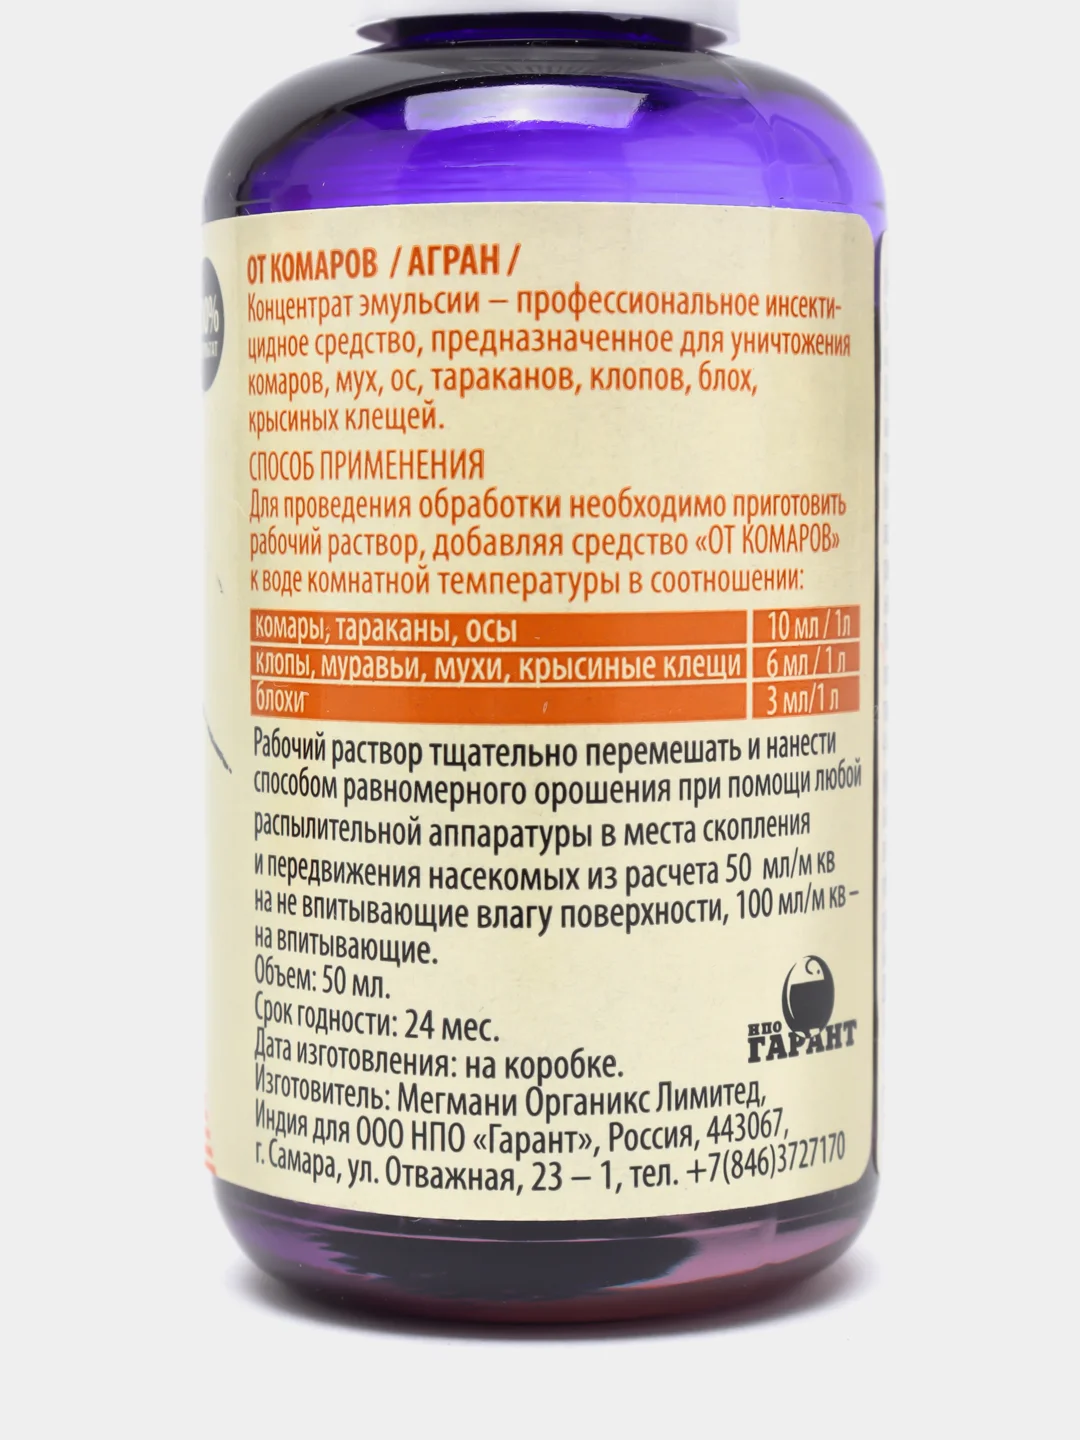 ОТ КОМАРОВ / АГРАН /
Концентрат эмульсии – профессиональное инсекти-
цидное средство, предназначенное для уничтожения
комаров, мух, ос, тараканов, клопов, блох,
крысиных клещей.
СПОСОБ ПРИМЕНЕНИЯ
Для проведения обработки необходимо приготовить
рабочий раствор, добавляя средство «ОТ КОМАРОВ»
к воде комнатной температуры в соотношении:
комары, тараканы, осы 10 мл / 1л
клопы, муравьи, мухи, крысиные клещи 6 мл / 1 л
блохи 3 мл/1 л
Рабочий раствор тщательно перемешать и нанести
способом равномерного орошения при помощи любой
распылительной аппаратуры в места скопления
и передвижения насекомых из расчета 50 мл/м кв
на не впитывающие влагу поверхности, 100 мл/м кв –
на впитывающие.
Объем: 50 мл.
Срок годности: 24 мес.
Дата изготовления: на коробке.
Изготовитель: Мегмани Органикс Лимитед,
Индия для ООО НПО «Гарант», Россия, 443067,
г. Самара, ул. Отважная, 23 – 1, тел. +7(846)3727170
НПО
ГАРАНТ